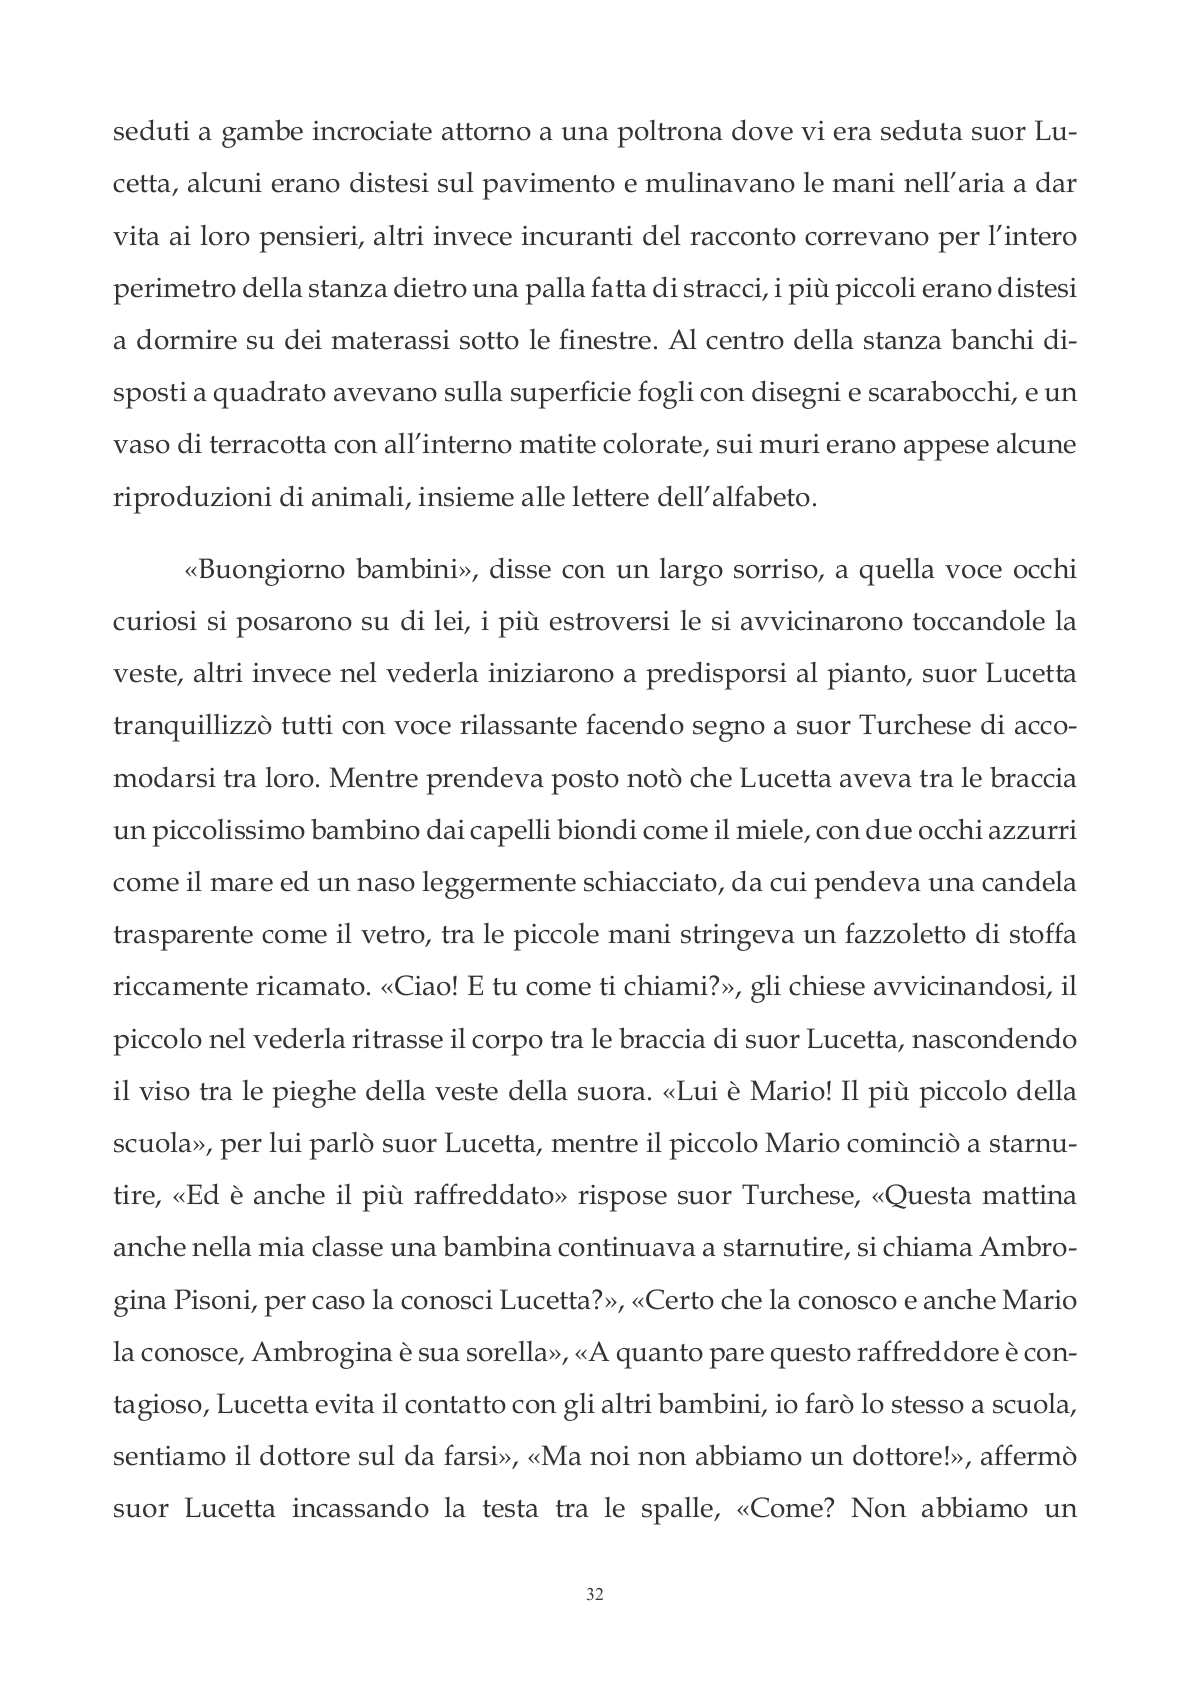 seduti a gambe incrociate attorno a una poltrona dove vi era seduta suor Lu-
cetta, alcuni erano distesi sul pavimento e mulinavano le mani nell’aria a dar
vita ai loro pensieri, altri invece incuranti del racconto correvano per l’intero
perimetro della stanza dietro una palla fatta di stracci, i più piccoli erano distesi
a dormire su dei materassi sotto le finestre. Al centro della stanza banchi di-
sposti a quadrato avevano sulla superficie fogli con disegni e scarabocchi, e un
vaso di terracotta con all’interno matite colorate, sui muri erano appese alcune
riproduzioni di animali, insieme alle lettere dell’alfabeto.
«Buongiorno bambini», disse con un largo sorriso, a quella voce occhi
curiosi si posarono su di lei, i più estroversi le si avvicinarono toccandole la
veste, altri invece nel vederla iniziarono a predisporsi al pianto, suor Lucetta
tranquillizzò tutti con voce rilassante facendo segno a suor Turchese di acco-
modarsi tra loro. Mentre prendeva posto notò che Lucetta aveva tra le braccia
un piccolissimo bambino dai capelli biondi come il miele, con due occhi azzurri
come il mare ed un naso leggermente schiacciato, da cui pendeva una candela
trasparente come il vetro, tra le piccole mani stringeva un fazzoletto di stoffa
riccamente ricamato. «Ciao! E tu come ti chiami?», gli chiese avvicinandosi, il
piccolo nel vederla ritrasse il corpo tra le braccia di suor Lucetta, nascondendo
il viso tra le pieghe della veste della suora. «Lui è Mario! Il più piccolo della
scuola», per lui parlò suor Lucetta, mentre il piccolo Mario cominciò a starnu-
tire, «Ed è anche il più raffreddato» rispose suor Turchese, «Questa mattina
anche nella mia classe una bambina continuava a starnutire, si chiama Ambro-
gina Pisoni, per caso la conosci Lucetta?», «Certo che la conosco e anche Mario
la conosce, Ambrogina è sua sorella», «A quanto pare questo raffreddore è con-
tagioso, Lucetta evita il contatto con gli altri bambini, io farò lo stesso a scuola,
sentiamo il dottore sul da farsi», «Ma noi non abbiamo un dottore!», affermò
suor Lucetta incassando la testa tra le spalle, «Come? Non abbiamo un
32